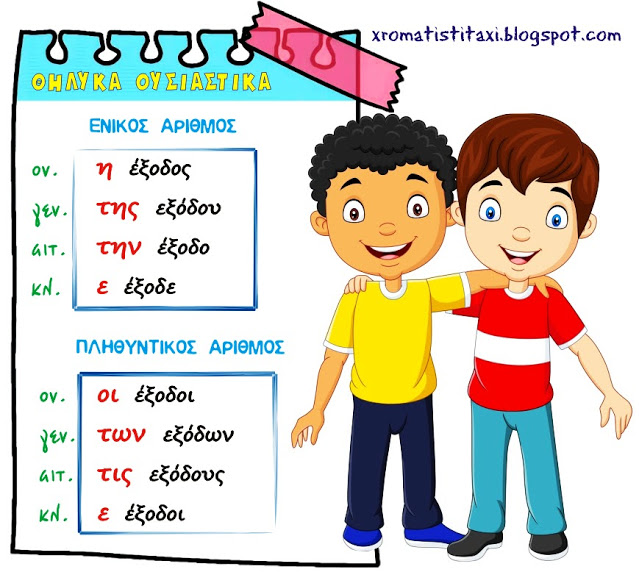 xromatistitaxi.blogspot.com
ΘΗΛΥΚΑ ΟΥΣΙΑΣΤΙΚΑ
ΕΝΙΚΟΣ ΑΡΙΘΜΟΣ
ον. η έξοδος
γεν. της εξόδου
αιτ. την έξοδο
κλ. ε έξοδε
ΠΛΗΘΥΝΤΙΚΟΣ ΑΡΙΘΜΟΣ
ον. οι έξοδοι
γεν. των εξόδων
αιτ. τις εξόδους
κλ. ε έξοδοι